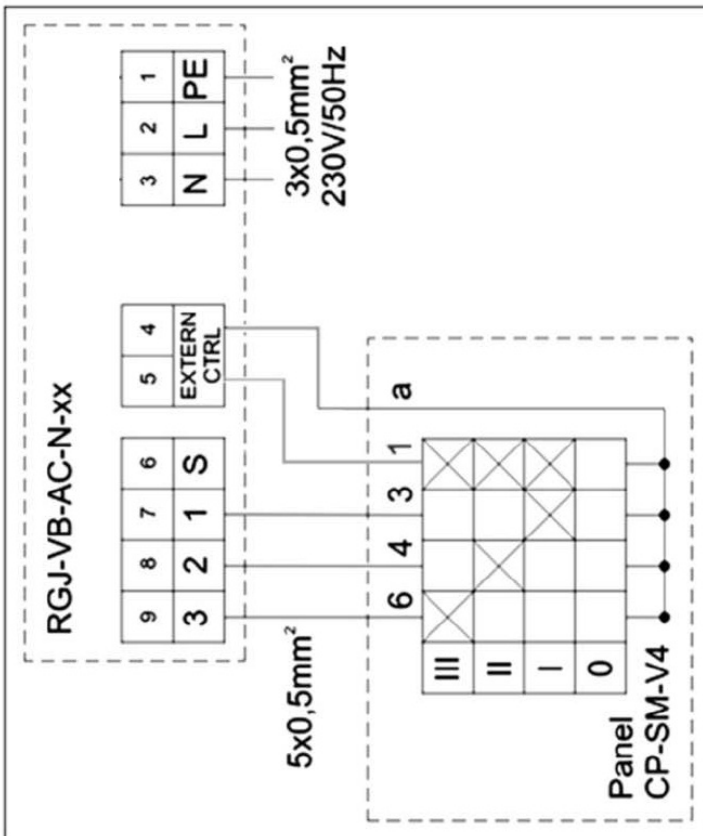 RGJ-VB-AC-N-xx
9 8 7 6 5 4 3 2 1
3 2 1 S EXTERN CTRL N L PE
5x0,5mm²
3x0,5mm²
230V/50Hz
6 4 3 1 a
III
II
I
0
Panel
CP-SM-V4